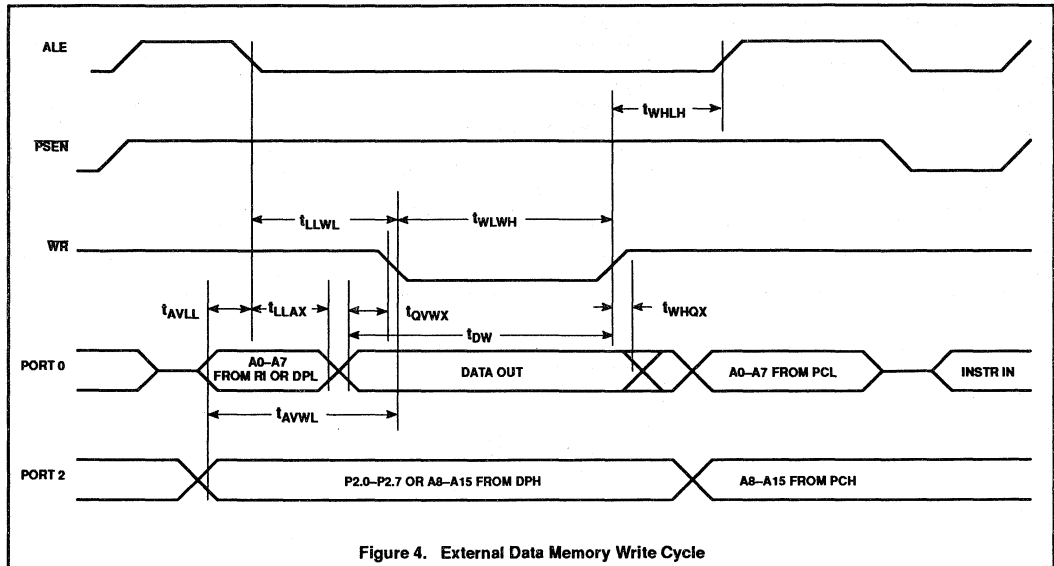 ALE
tWHLH
PSEN
tLLWL
tWLWH
WR
tAVLL
tLLAX
tQVWX
tWHQX
tDW
PORT 0
A0–A7
FROM RI OR DPL
DATA OUT
A0–A7 FROM PCL
INSTR IN
tAVWL
PORT 2
P2.0–P2.7 OR A8–A15 FROM DPH
A8–A15 FROM PCH
Figure 4. External Data Memory Write Cycle